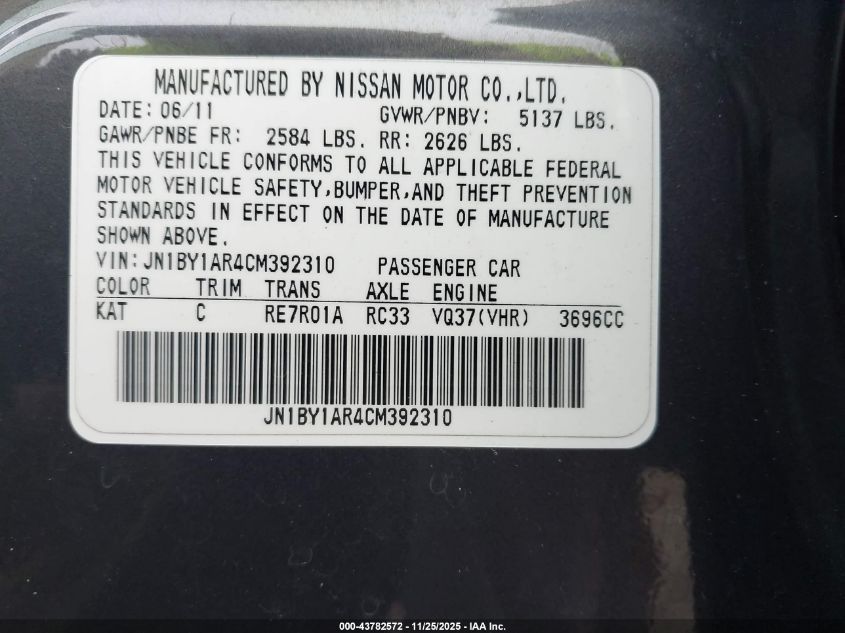 MANUFACTURED BY NISSAN MOTOR CO.,LTD.
DATE: 06/11 GVWR/PNBV: 5137 LBS.
GAWR/PNBE FR: 2584 LBS. RR: 2626 LBS.
THIS VEHICLE CONFORMS TO ALL APPLICABLE FEDERAL
MOTOR VEHICLE SAFETY,BUMPER,AND THEFT PREVENTION
STANDARDS IN EFFECT ON THE DATE OF MANUFACTURE
SHOWN ABOVE.
VIN:JN1BY1AR4CM392310 PASSENGER CAR
COLOR TRIM TRANS AXLE ENGINE
KAT C RE7R01A RC33 VQ37(VHR) 3696CC
JN1BY1AR4CM392310
000-43782572 - 11/25/2025 - IAA Inc.